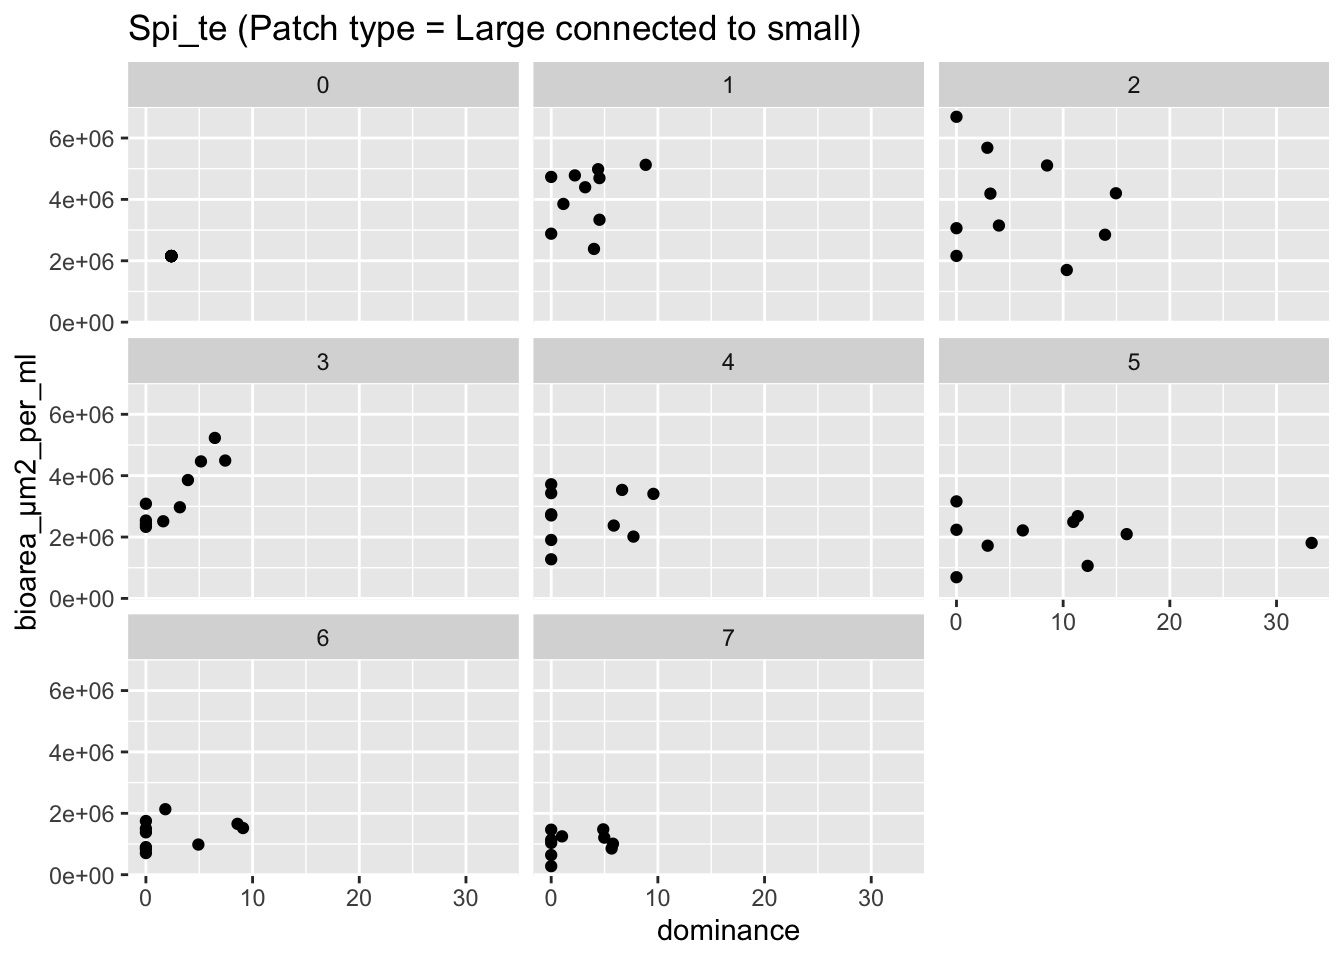 Spi_te (Patch type = Large connected to small)
0
1
2
6e+06
4e+06
2e+06
0e+00
3
4
5
6e+06
4e+06
2e+06
0e+00
0
10
20
30
6
7
6e+06
4e+06
2e+06
0e+00
0
10
20
30
0
10
20
30
bioarea_µm2_per_ml
dominance